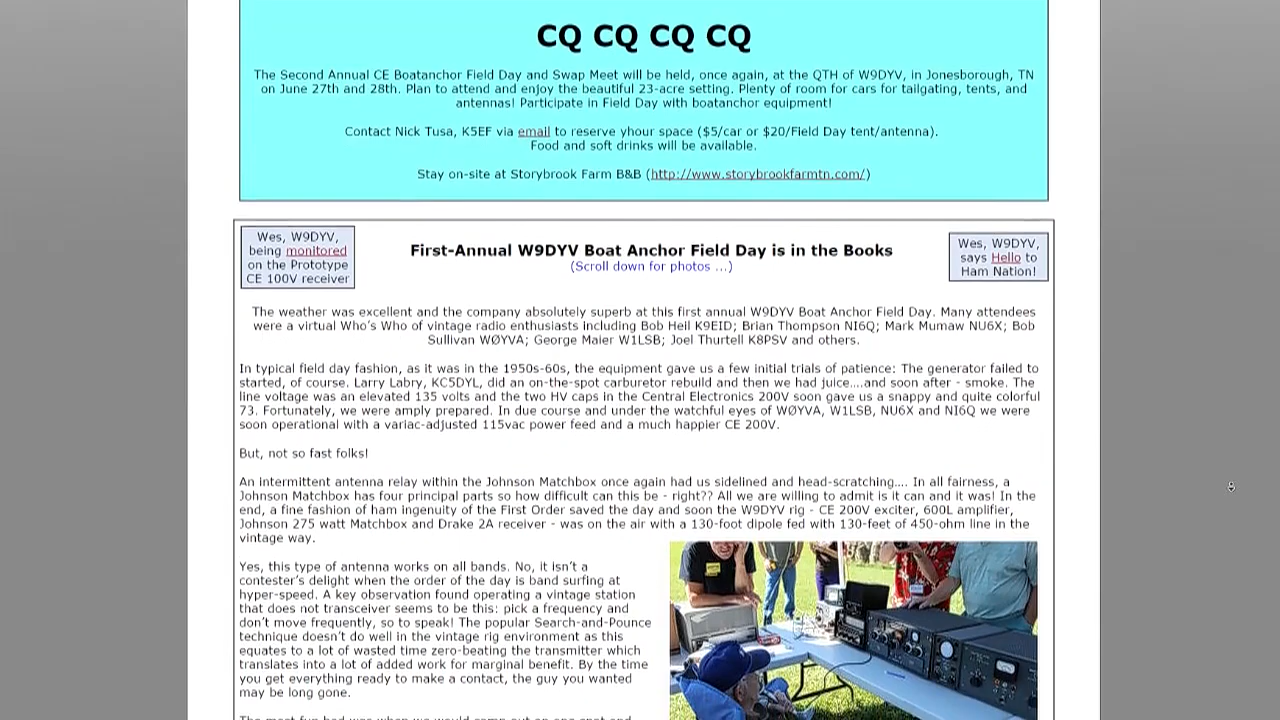 CQ CQ CQ CQ
The Second Annual CE Boatanchor Field Day and Swap Meet will be held, once again, at the QTH of W9DYV, in Jonesborough, TN
on June 27th and 28th. Plan to attend and enjoy the beautiful 23-acre setting. Plenty of room for cars for tailgating, tents, and
antennas! Participate in Field Day with boatanchor equipment!
Contact Nick Tusa, K5EF via email to reserve yhour space ($5/car or $20/Field Day tent/antenna).
Food and soft drinks will be available.
Stay on-site at Storybrook Farm B&B (http://www.storybrookfarmtn.com/)
Wes, W9DYV,
being monitored
on the Prototype
CE 100V receiver
First-Annual W9DYV Boat Anchor Field Day is in the Books
(Scroll down for photos ...)
Wes, W9DYV,
says Hello to
Ham Nation!
The weather was excellent and the company absolutely superb at this first annual W9DYV Boat Anchor Field Day. Many attendees
were a virtual Who's Who of vintage radio enthusiasts including Bob Heil K9EID; Brian Thompson NI6Q; Mark Mumaw NU6X; Bob
Sullivan WØYVA; George Maier W1LSB; Joel Thurtell K8PSV and others.
In typical field day fashion, as it was in the 1950s-60s, the equipment gave us a few initial trials of patience: The generator failed to
started, of course. Larry Labry, KC5DYL, did an on-the-spot carburetor rebuild and then we had juice....and soon after - smoke. The
line voltage was an elevated 135 volts and the two HV caps in the Central Electronics 200V soon gave us a snappy and quite colorful
73. Fortunately, we were amply prepared. In due course and under the watchful eyes of WØYVA, W1LSB, NU6X and NI6Q we were
soon operational with a variac-adjusted 115vac power feed and a much happier CE 200V.
But, not so fast folks!
An intermittent antenna relay within the Johnson Matchbox once again had us sidelined and head-scratching.... In all fairness, a
Johnson Matchbox has four principal parts so how difficult can this be - right?? All we are willing to admit is it can and it was! In the
end, a fine fashion of ham ingenuity of the First Order saved the day and soon the W9DYV rig - CE 200V exciter, 600L amplifier,
Johnson 275 watt Matchbox and Drake 2A receiver - was on the air with a 130-foot dipole fed with 130-feet of 450-ohm line in the
vintage way.
Yes, this type of antenna works on all bands. No, it isn't a
contester's delight when the order of the day is band surfing at
hyper-speed. A key observation found operating a vintage station
that does not transceiver seems to be this: pick a frequency and
don't move frequently, so to speak! The popular Search-and-Pounce
technique doesn't do well in the vintage rig environment as this
equates to a lot of wasted time zero-beating the transmitter which
translates into a lot of added work for marginal benefit. By the time
you get everything ready to make a contact, the guy you wanted
may be long gone.